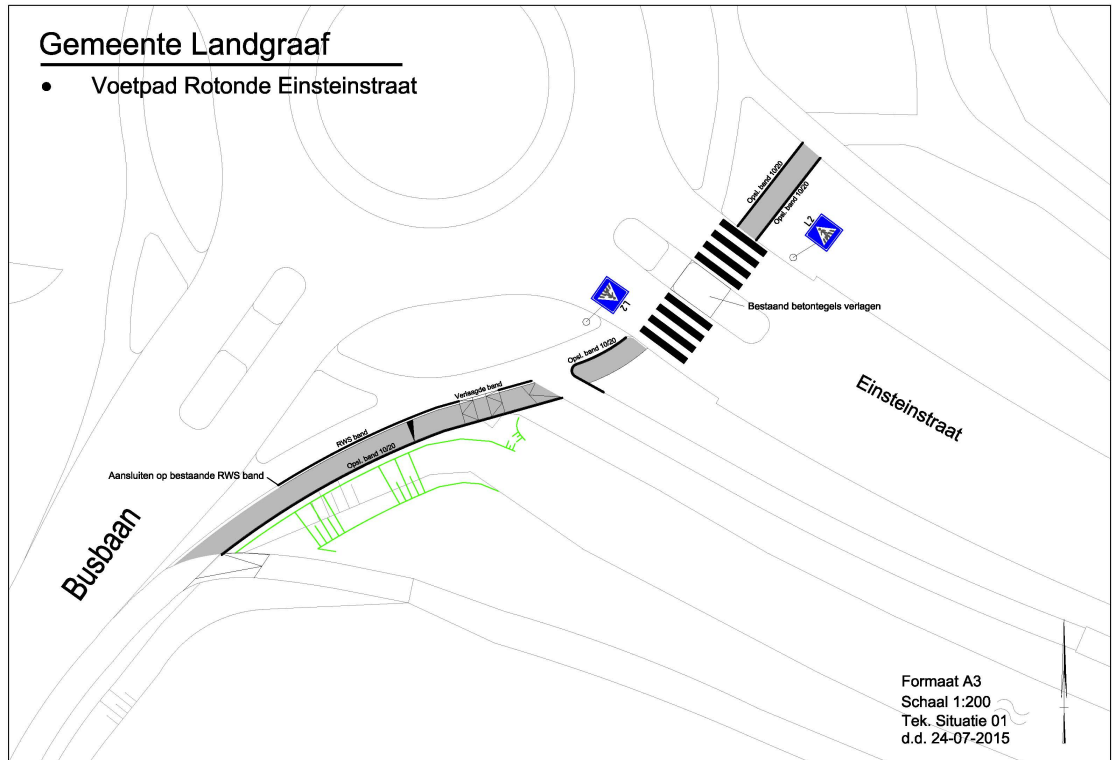 Gemeente Landgraaf
• Voetpad Rotonde Einsteinstraat
Opsl. band 10/20
Opsl. band 10/20
L2
L2
Bestaand betontegels verlagen
Opsl. band 10/20
Einsteinstraat
Verlaagde band
RWS band
Opsl. band 10/20
Aansluiten op bestaande RWS band
Busbaan
Formaat A3
Schaal 1:200
Tek. Situatie 01
d.d. 24-07-2015